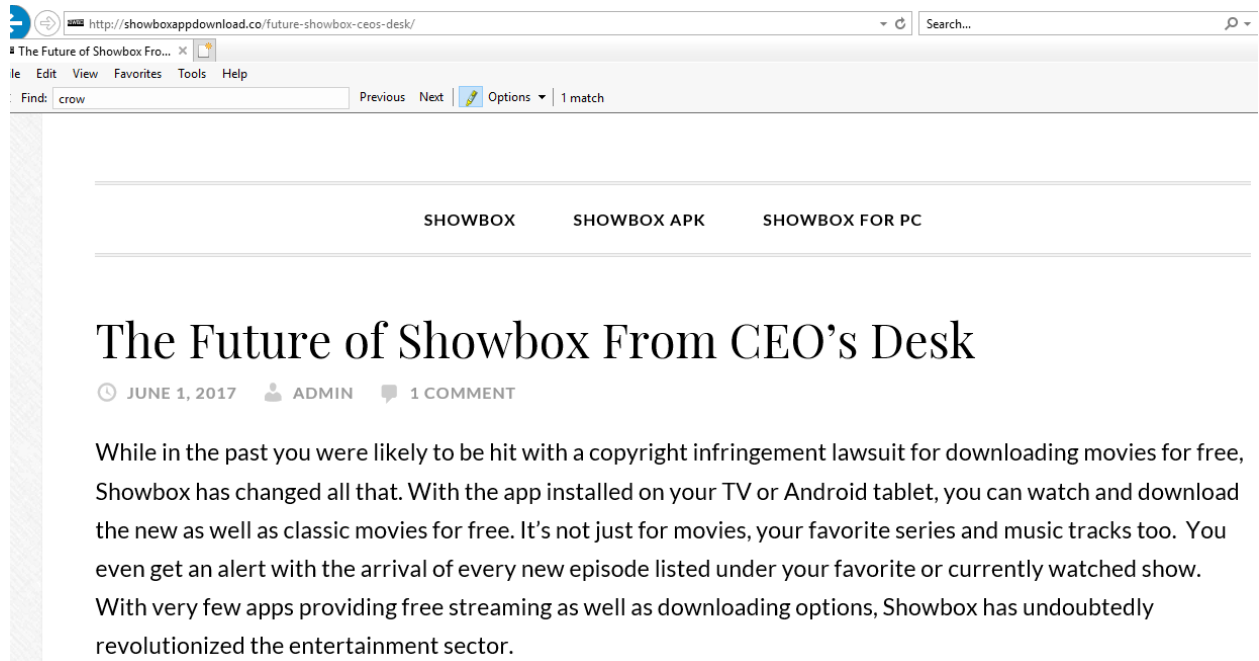 http://showboxappdownload.co/future-showbox-ceos-desk/ Search...
The Future of Showbox Fro...
Edit View Favorites Tools Help
Find: crow Previous Next Options 1 match
SHOWBOX SHOWBOX APK SHOWBOX FOR PC
The Future of Showbox From CEO's Desk
JUNE 1, 2017 ADMIN 1 COMMENT
While in the past you were likely to be hit with a copyright infringement lawsuit for downloading movies for free,
Showbox has changed all that. With the app installed on your TV or Android tablet, you can watch and download
the new as well as classic movies for free. It's not just for movies, your favorite series and music tracks too. You
even get an alert with the arrival of every new episode listed under your favorite or currently watched show.
With very few apps providing free streaming as well as downloading options, Showbox has undoubtedly
revolutionized the entertainment sector.